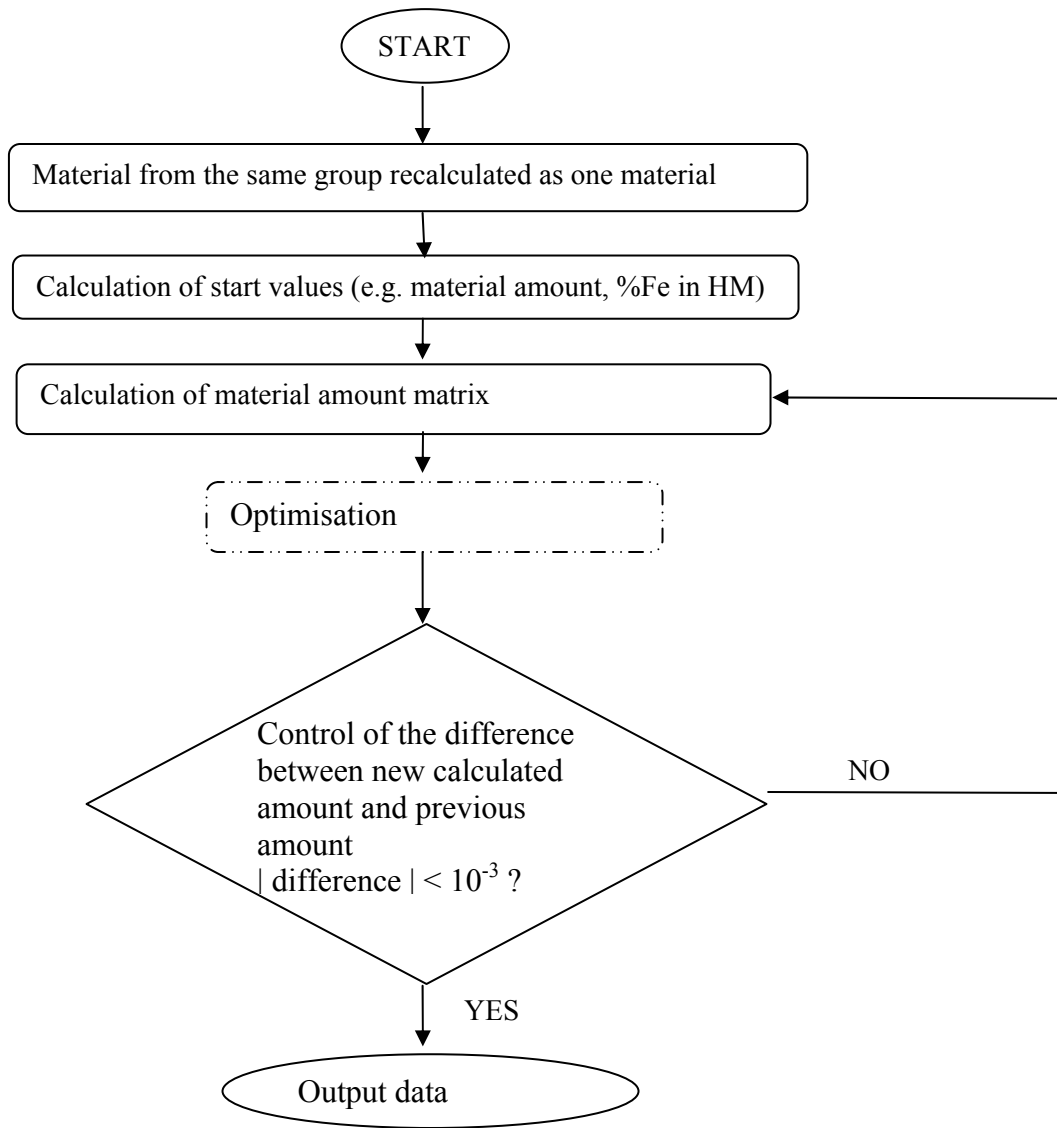 START
Material from the same group recalculated as one material
Calculation of start values (e.g. material amount, %Fe in HM)
Calculation of material amount matrix
Optimisation
Control of the difference
between new calculated
amount and previous
amount
| difference | < 10⁻³ ?
NO
YES
Output data